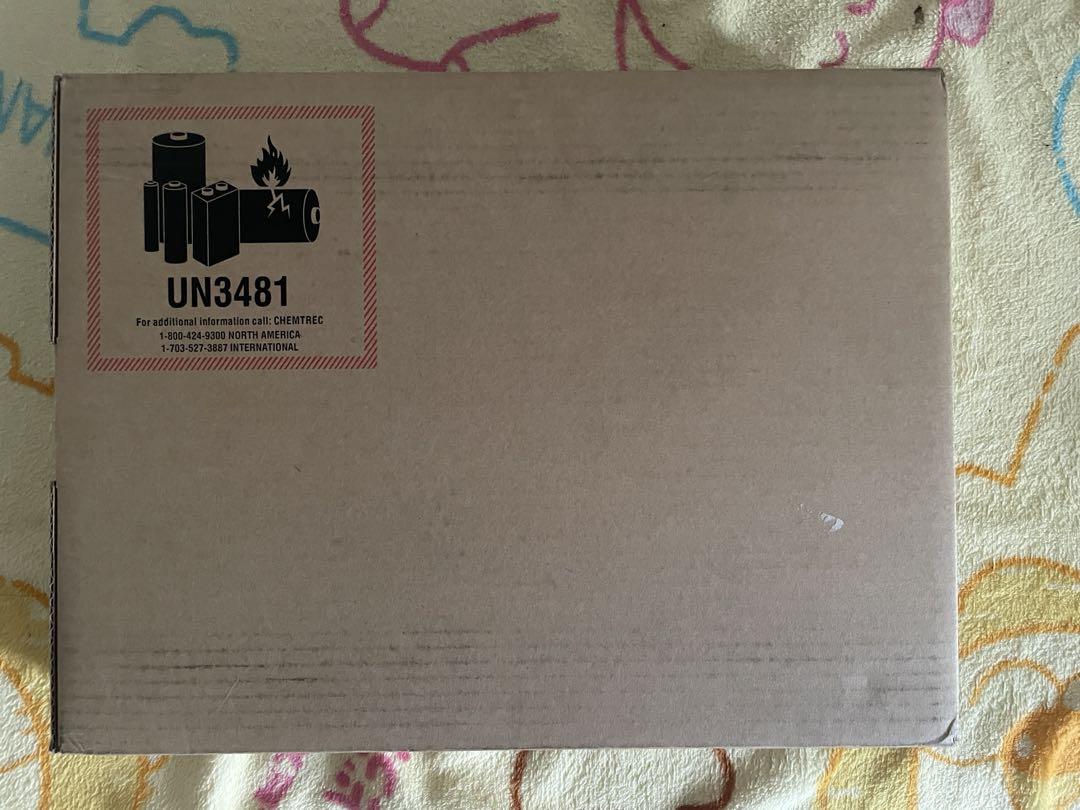 UN3481
For additional information call: CHEMTREC
1-800-424-9300 NORTH AMERICA
1-703-527-3887 INTERNATIONAL